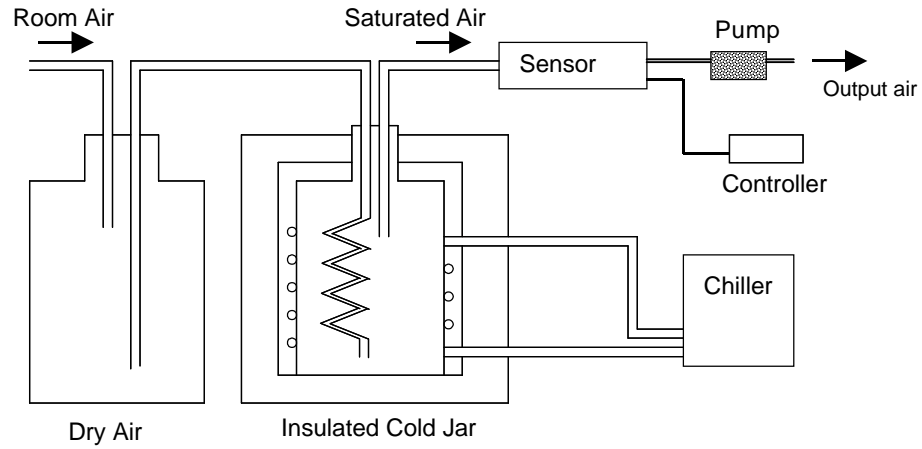 Room Air
Saturated Air
Pump
Sensor
Output air
Controller
Chiller
Dry Air
Insulated Cold Jar